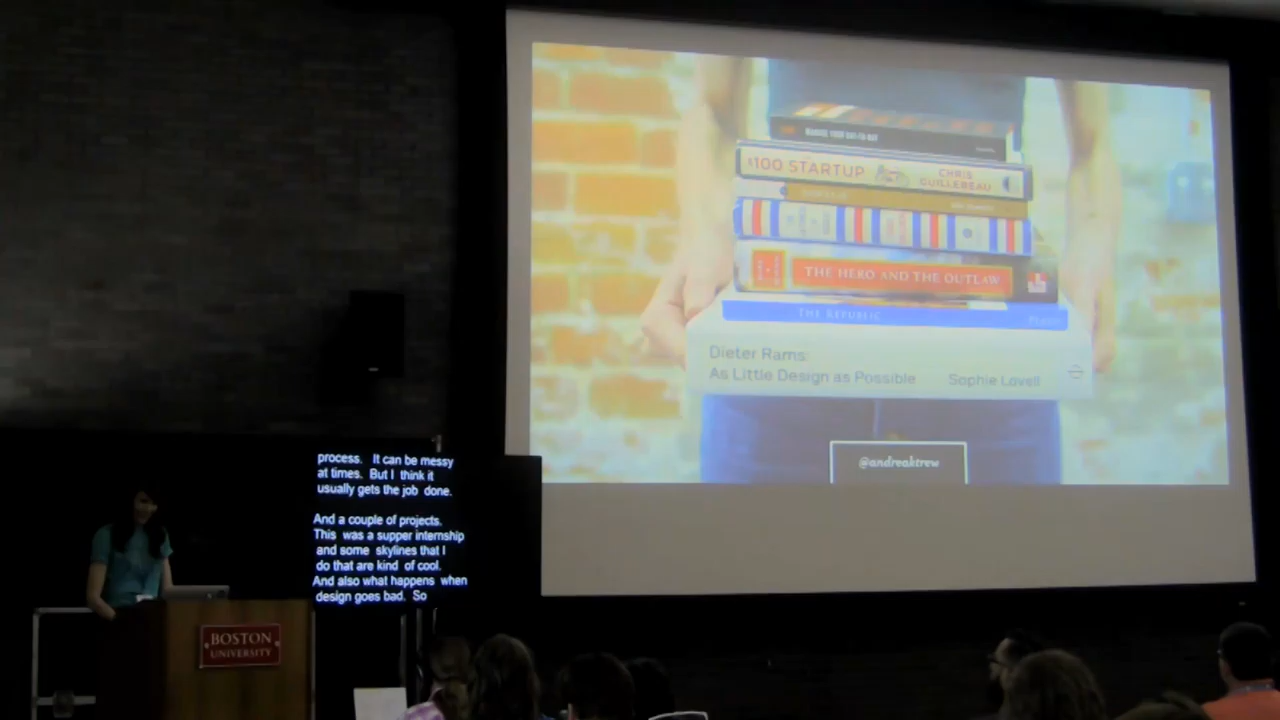 $100 STARTUP
CHRIS
GUILLEBEAU
THE HERO AND THE OUTLAW
THE REPUBLIC
Dieter Rams:
As Little Design as Possible
Sophie Lovell
@andreaktrew
process. It can be messy
at times. But I think it
usually gets the job done.
And a couple of projects.
This was a supper internship
and some skylines that I
do that are kind of cool.
And also what happens when
design goes bad. So
BOSTON
UNIVERSITY